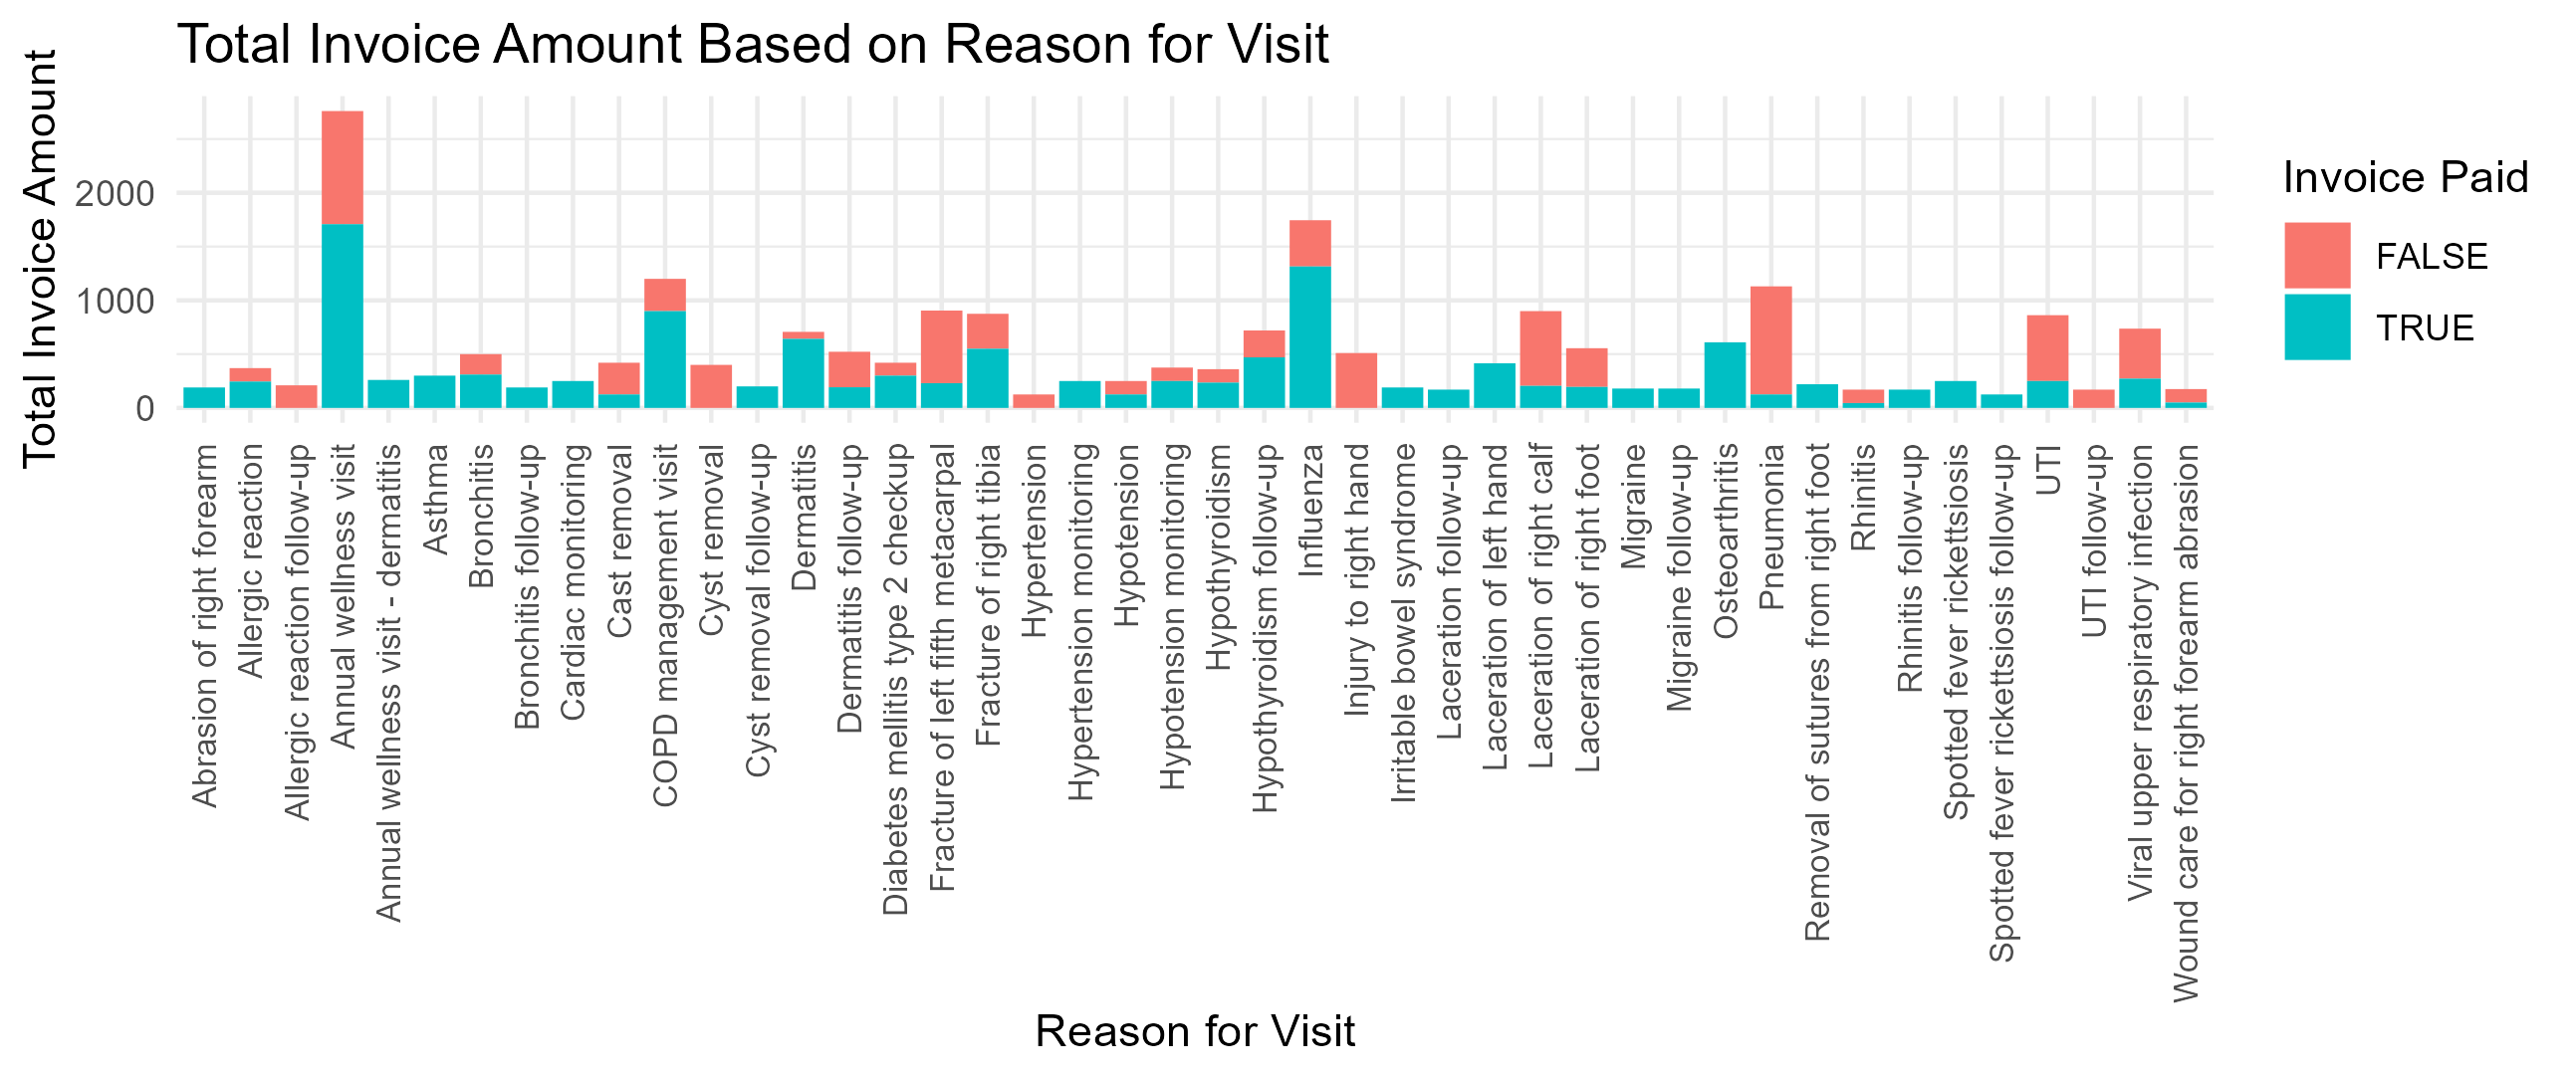 Total Invoice Amount Based on Reason for Visit
Total Invoice Amount
2000
1000
0
Abrasion of right forearm
Allergic reaction
Allergic reaction follow-up
Annual wellness visit
Annual wellness visit - dermatitis
Asthma
Bronchitis
Bronchitis follow-up
Cardiac monitoring
Cast removal
COPD management visit
Cyst removal
Cyst removal follow-up
Dermatitis
Dermatitis follow-up
Diabetes mellitis type 2 checkup
Fracture of left fifth metacarpal
Fracture of right tibia
Hypertension
Hypertension monitoring
Hypotension
Hypotension monitoring
Hypothyroidism
Hypothyroidism follow-up
Influenza
Injury to right hand
Irritable bowel syndrome
Laceration follow-up
Laceration of left hand
Laceration of right calf
Laceration of right foot
Migraine
Migraine follow-up
Osteoarthritis
Pneumonia
Removal of sutures from right foot
Rhinitis
Rhinitis follow-up
Spotted fever rickettsiosis
Spotted fever rickettsiosis follow-up
UTI
UTI follow-up
Viral upper respiratory infection
Wound care for right forearm abrasion
Reason for Visit
Invoice Paid
FALSE
TRUE